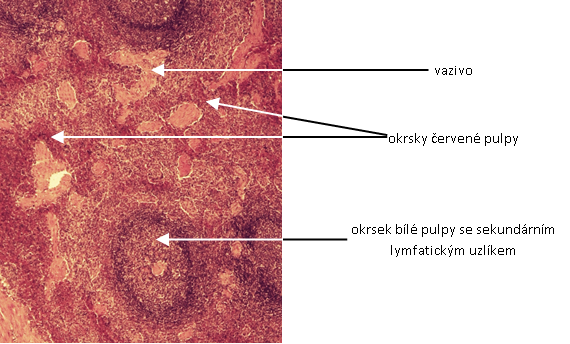 vazivo
okrsky červené pulpy
okrsek bílé pulpy se sekundárním
lymfatickým uzlíkem